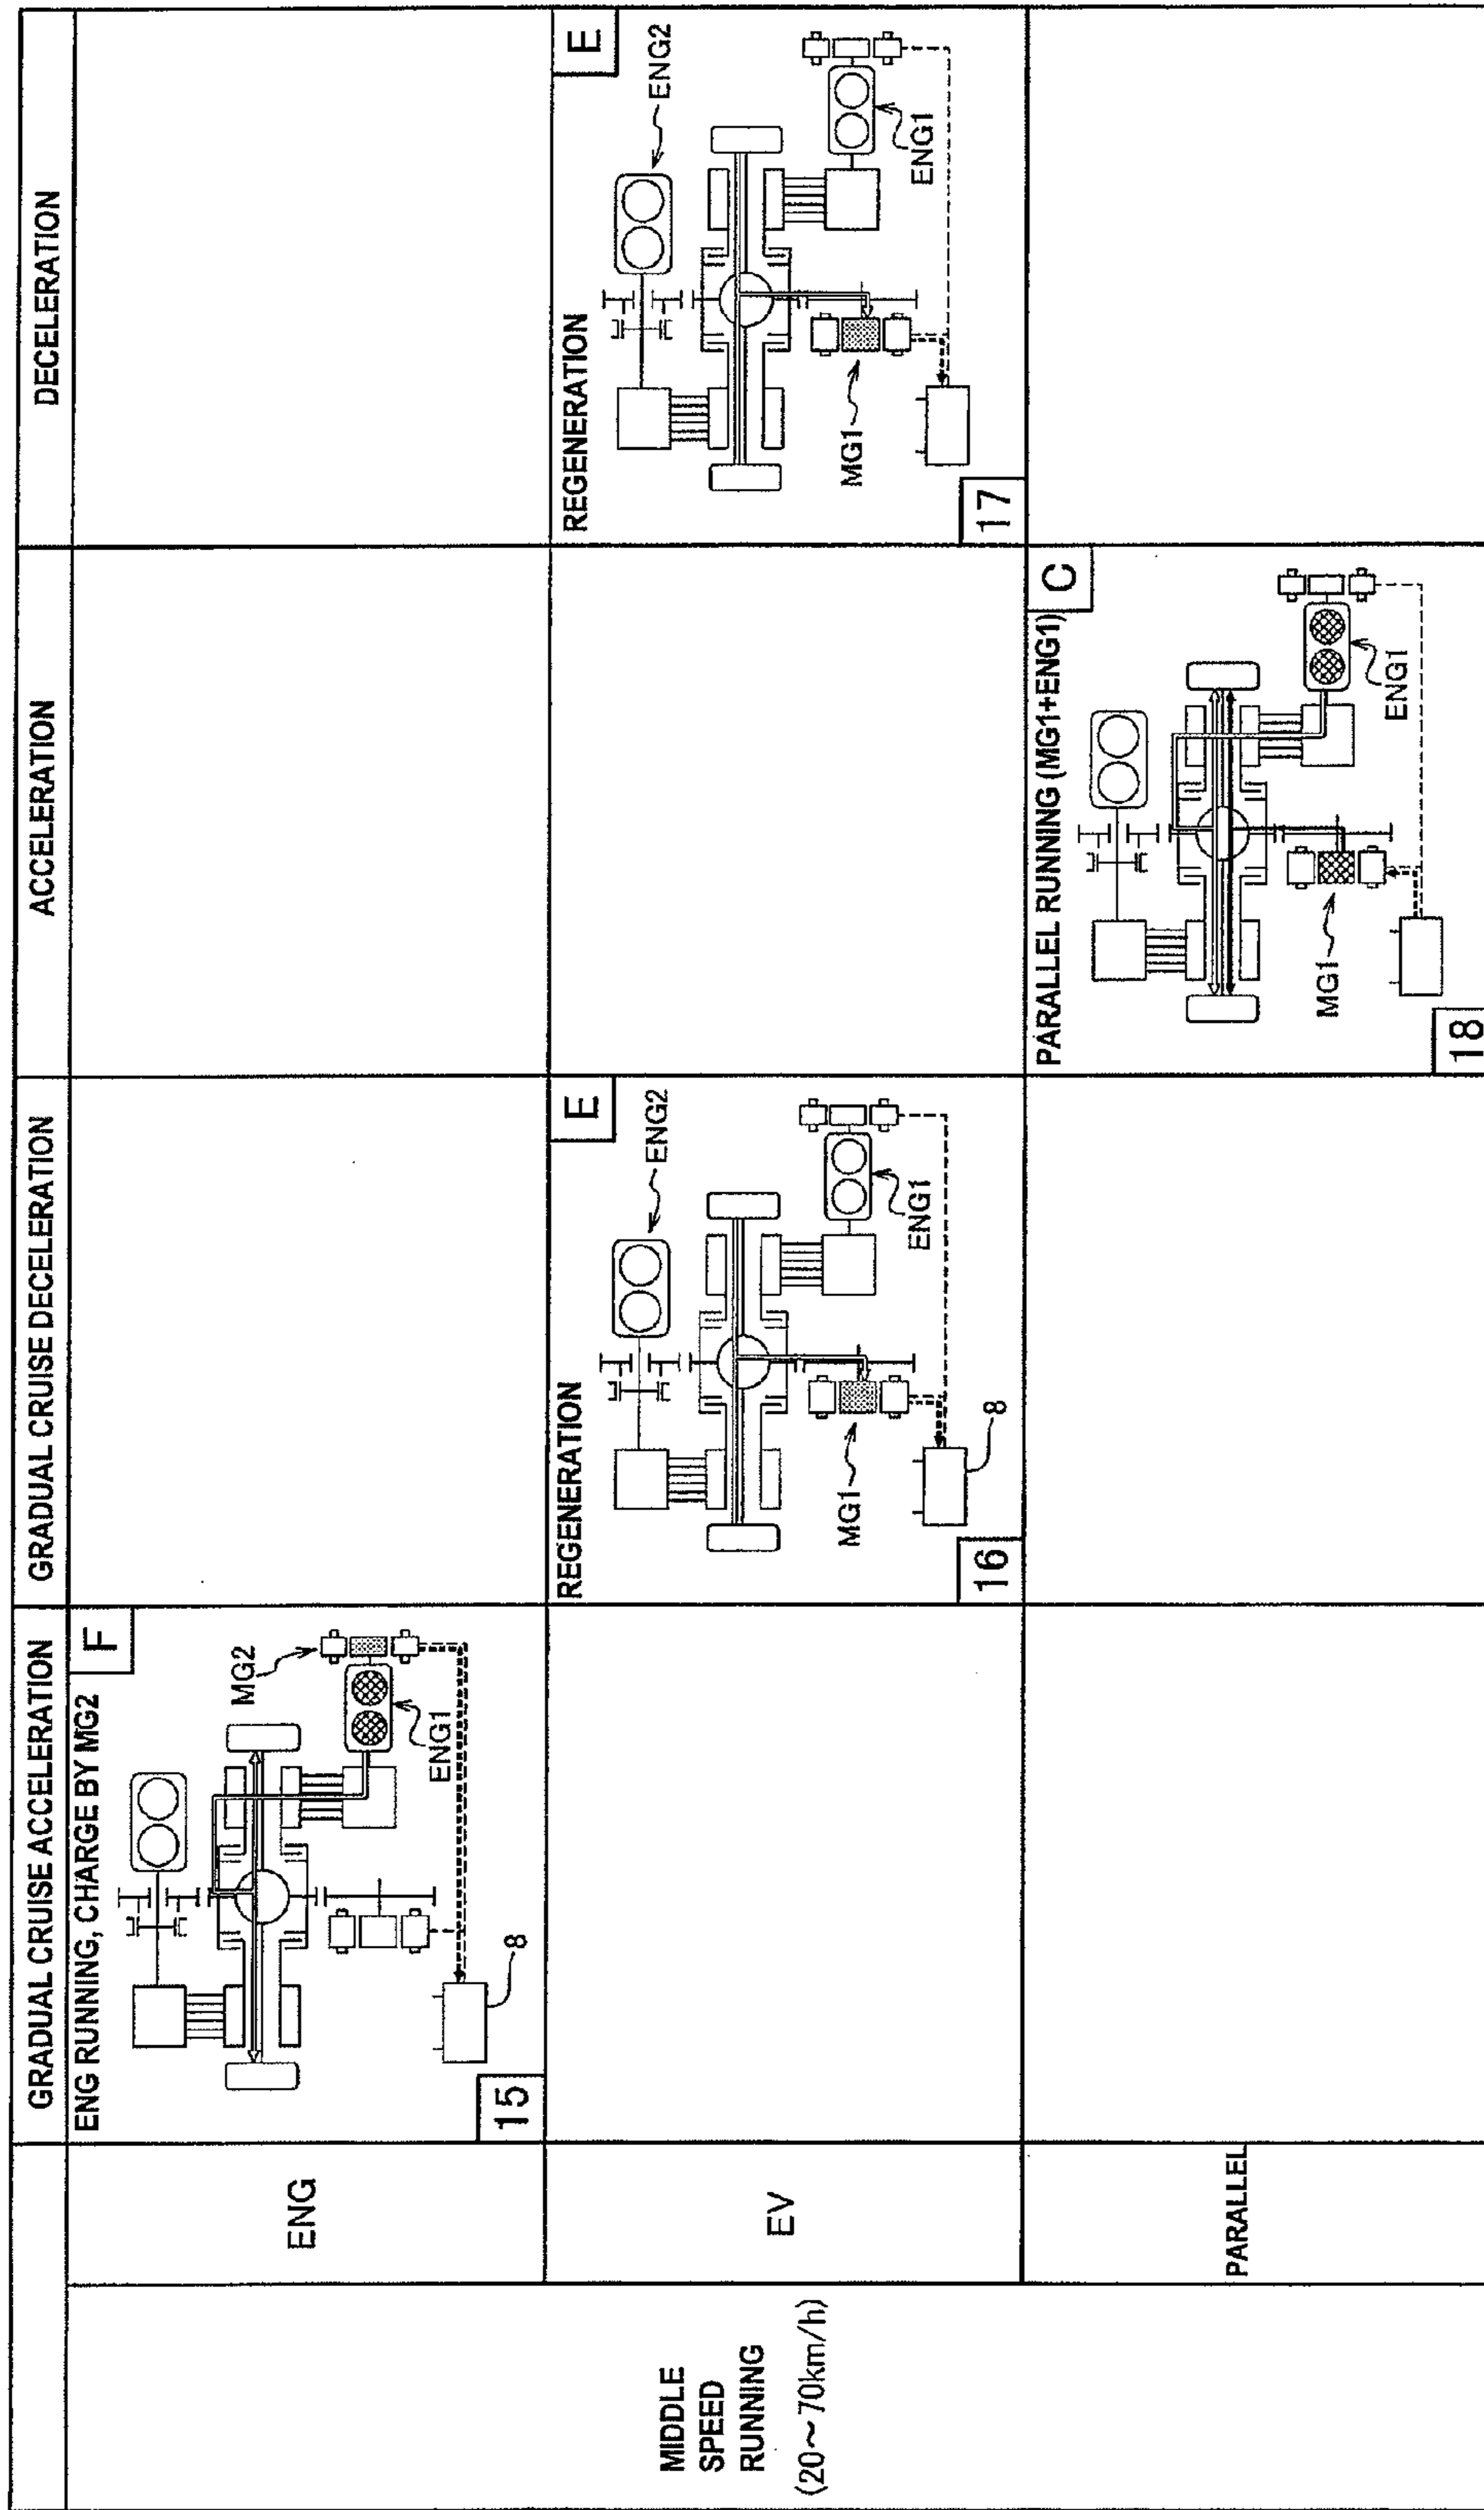 GRADUAL CRUISE ACCELERATION
GRADUAL CRUISE DECELERATION
ACCELERATION
DECELERATION
MIDDLE
SPEED
RUNNING
(20～70km/h)
ENG
ENG RUNNING, CHARGE BY MG2
F
MG2
ENG1
8
15
EV
REGENERATION
E
ENG2
ENG1
MG1
8
16
REGENERATION
E
ENG2
ENG1
MG1
17
PARALLEL
PARALLEL RUNNING (MG1+ENG1)
C
ENG1
MG1
18